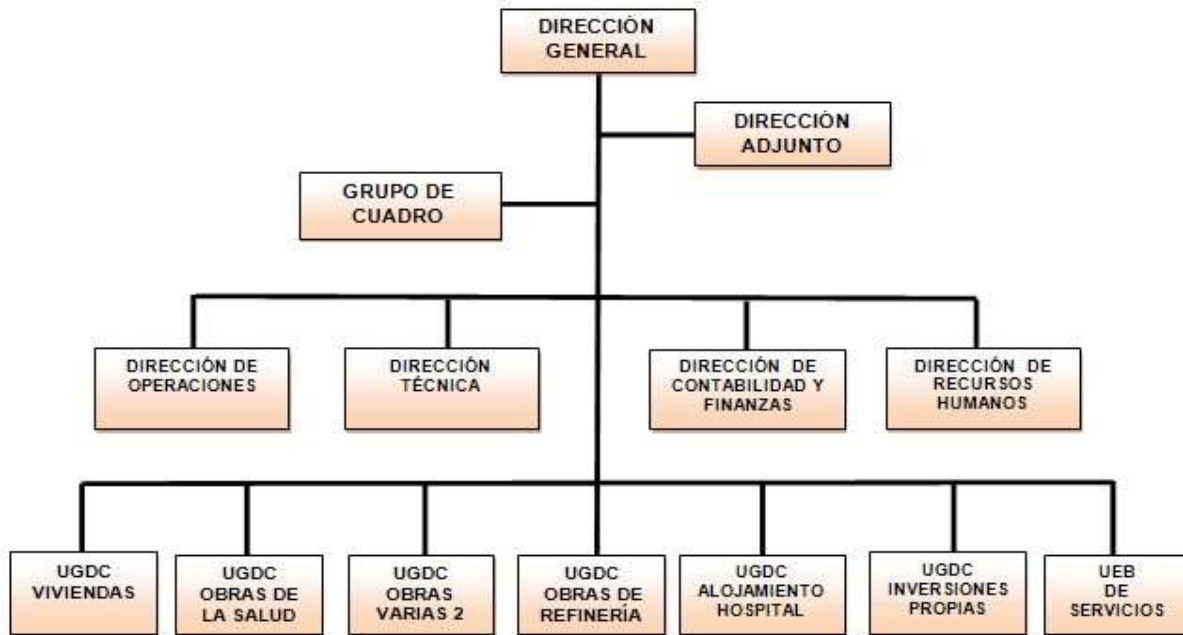 DIRECCIÓN
GENERAL
DIRECCIÓN
ADJUNTO
GRUPO DE
CUADRO
DIRECCIÓN DE
OPERACIONES
DIRECCIÓN
TÉCNICA
DIRECCIÓN DE
CONTABILIDAD Y
FINANZAS
DIRECCIÓN DE
RECURSOS
HUMANOS
UGDC
VIVIENDAS
UGDC
OBRAS DE
LA SALUD
UGDC
OBRAS
VARIAS 2
UGDC
OBRAS DE
REFINERÍA
UGDC
ALOJAMIENTO
HOSPITAL
UGDC
INVERSIONES
PROPIAS
UEB
DE
SERVICIOS